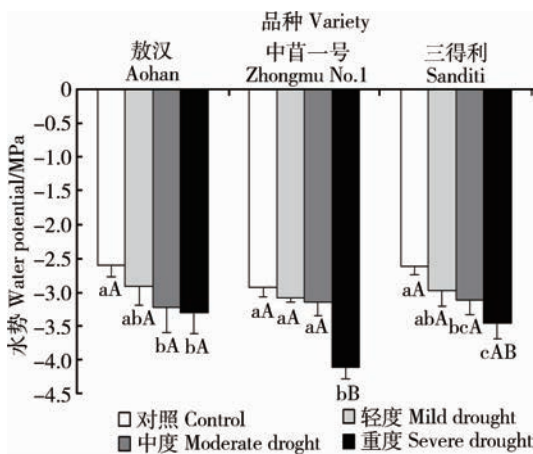 品种 Variety
敖汉 中苜一号 三得利
Aohan Zhongmu No.1 Sanditi
水势 Water potential/MPa
0
-0.5
-1.0
-1.5
-2.0
-2.5
-3.0
-3.5
-4.0
-4.5
aA abA bA bA
aA aA aA bB
aA abA bcA cAB
对照 Control 轻度 Mild drought
中度 Moderate droght 重度 Severe drought